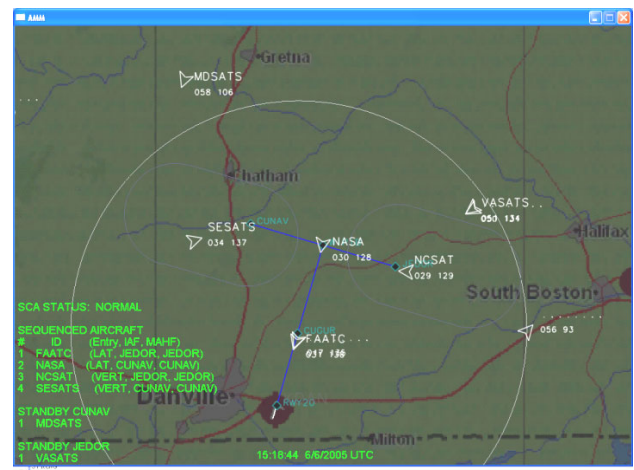 AMM
Gretna
MDSATS
058 106
Chatham
VASATS..
050 134
CUNAV
SESATS
034 137
NASA
030 128
Halifax
NCSAT
029 129
South Boston
056 93
SCA STATUS: NORMAL
CUGUR
FAATC...
SEQUENCED AIRCRAFT
# ID (Entry, IAF, MAHF)
1 FAATC (LAT, JEDOR, JEDOR)
2 NASA (LAT, CUNAV, CUNAV)
3 NCSAT (VERT, JEDOR, JEDOR)
4 SESATS (VERT, CUNAV, CUNAV)
Danville
RW-20
STANDBY CUNAV
1 MDSATS
Milton
STANDBY JEDOR
1 VASATS
15:18:44 6/6/2005 UTC